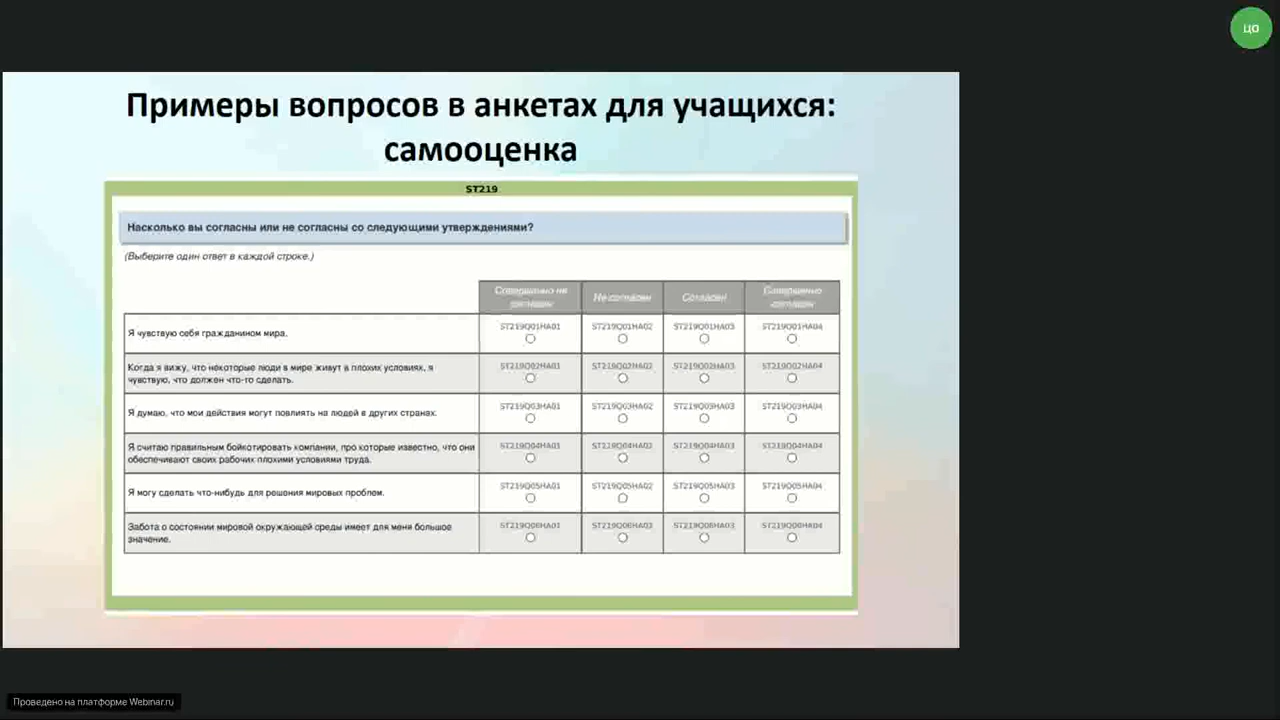 ЦО
Примеры вопросов в анкетах для учащихся:
самооценка
ST219
Насколько вы согласны или не согласны со следующими утверждениями?
(Выберите один ответ в каждой строке.)
Совершенно не согласен Не согласен Согласен Совершенно согласен
Я чувствую себя гражданином мира.
ST219Q01HA01 ST219Q01HA02 ST219Q01HA03 ST219Q01HA04
Когда я вижу, что некоторые люди в мире живут в плохих условиях, я
чувствую, что должен что-то сделать.
ST219Q02HA01 ST219Q02HA02 ST219Q02HA03 ST219Q02HA04
Я думаю, что мои действия могут повлиять на людей в других странах.
ST219Q03HA01 ST219Q03HA02 ST219Q03HA03 ST219Q03HA04
Я считаю правильным бойкотировать компании, про которые известно, что они
обеспечивают своих рабочих плохими условиями труда.
ST219Q04HA01 ST219Q04HA02 ST219Q04HA03 ST219Q04HA04
Я могу сделать что-нибудь для решения мировых проблем.
ST219Q05HA01 ST219Q05HA02 ST219Q05HA03 ST219Q05HA04
Забота о состоянии мировой окружающей среды имеет для меня большое
значение.
ST219Q06HA01 ST219Q06HA02 ST219Q06HA03 ST219Q06HA04
Проведено на платформе Webinar.ru